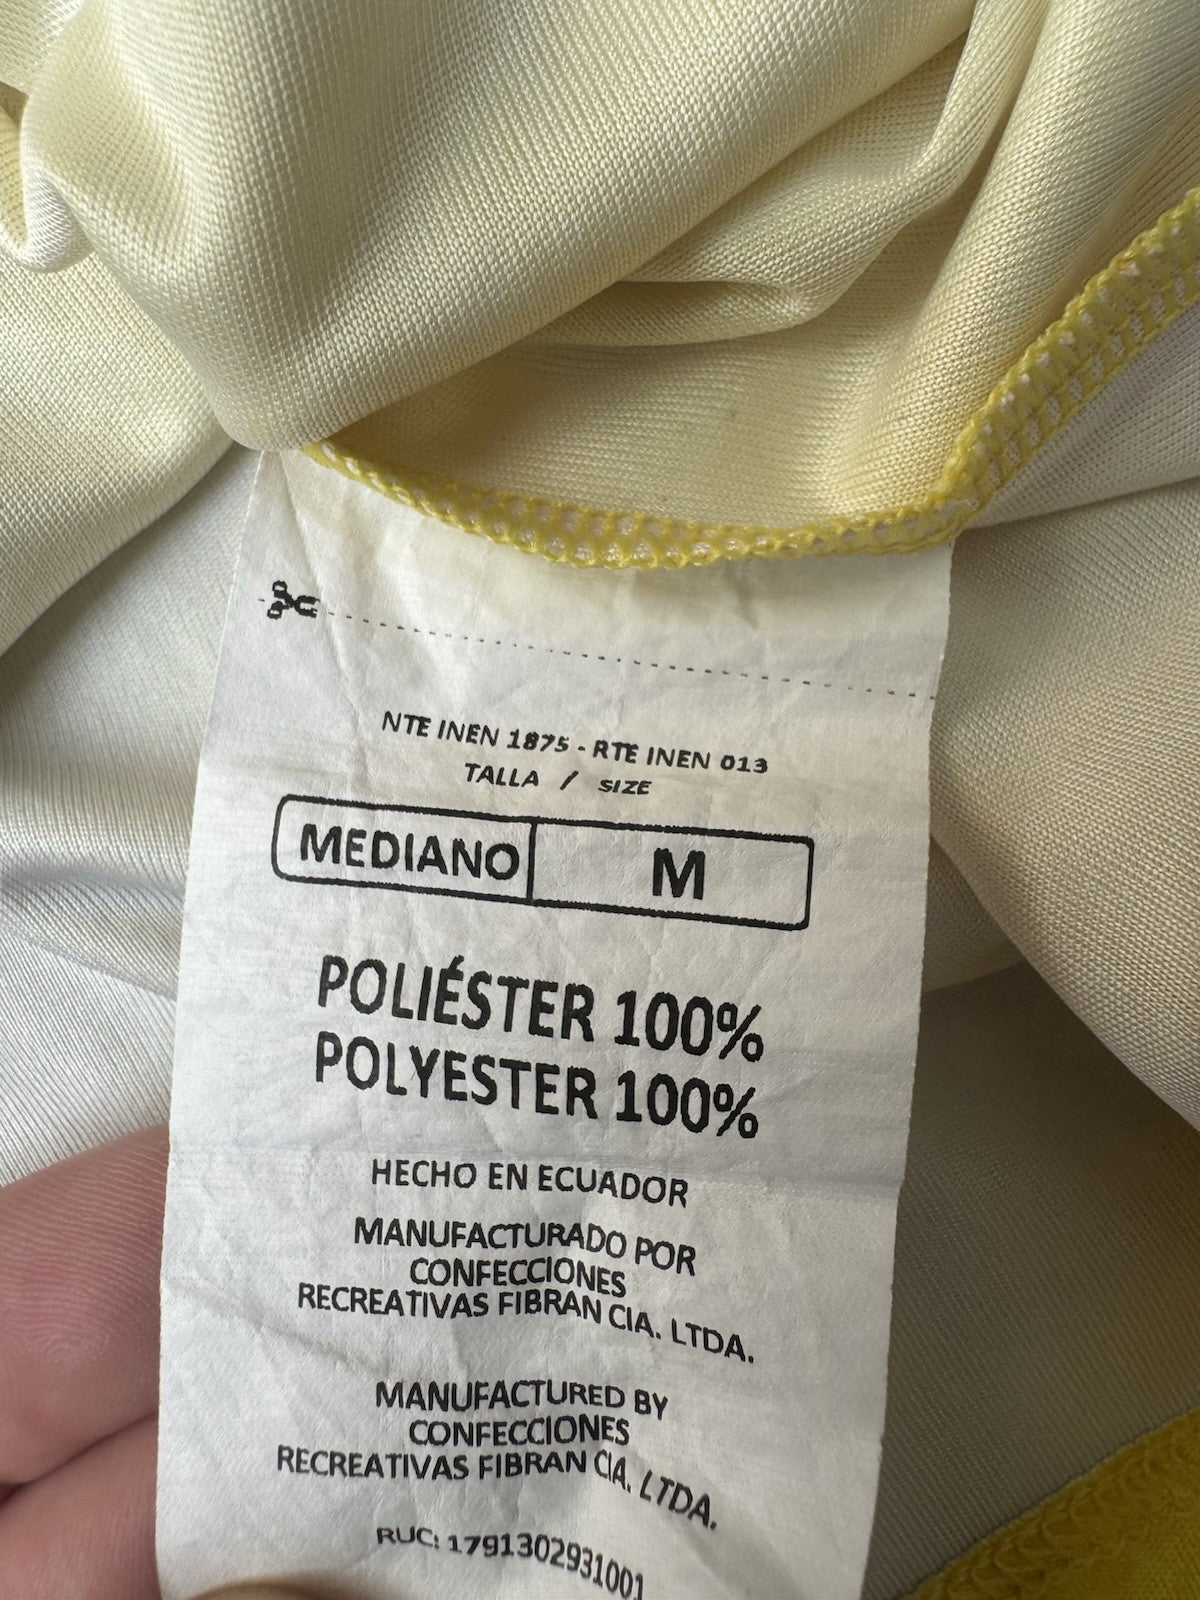 NTE INEN 1875 - RTE INEN 013
TALLA / SIZE
MEDIANO M
POLIÉSTER 100%
POLYESTER 100%
HECHO EN ECUADOR
MANUFACTURADO POR
CONFECCIONES
RECREATIVAS FIBRAN CIA. LTDA.
MANUFACTURED BY
CONFECCIONES
RECREATIVAS FIBRAN CIA. LTDA.
RUC: 1791302931001